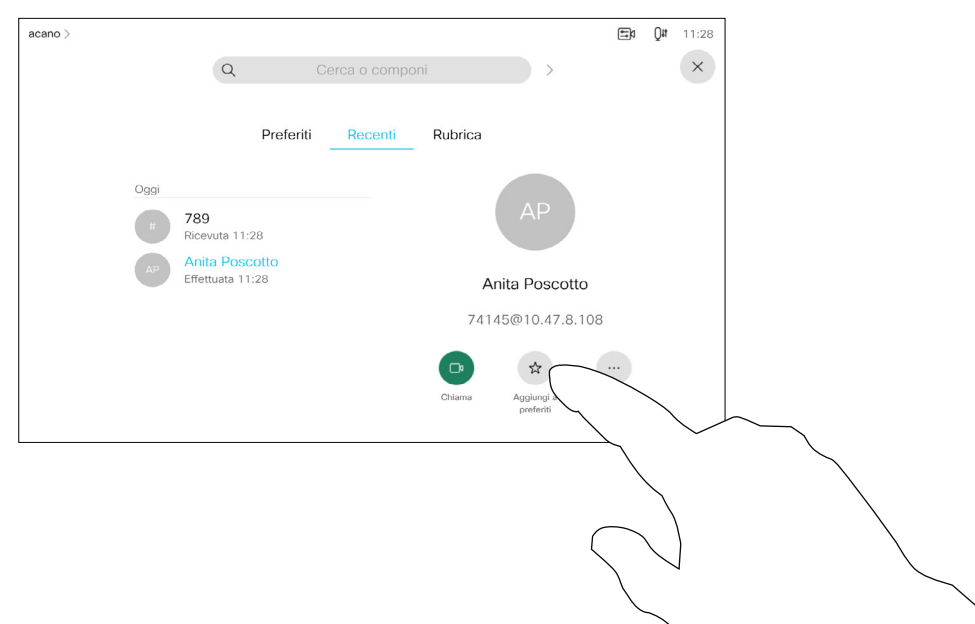 acano >
11:28
Cerca o componi
Preferiti Recenti Rubrica
Oggi
#
789
Ricevuta 11:28
AP
Anita Poscotto
Effettuata 11:28
AP
Anita Poscotto
74145@10.47.8.108
Chiama
Aggiungi
preferiti